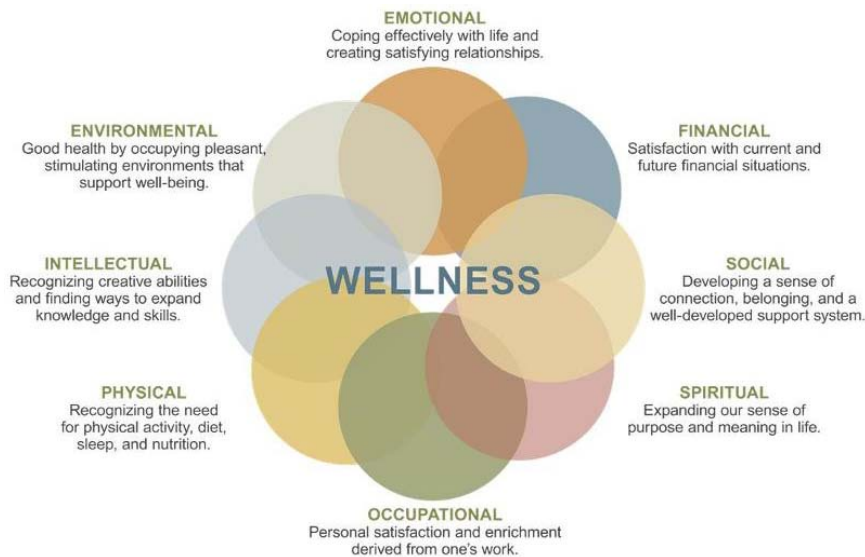 EMOTIONAL
Coping effectively with life and
creating satisfying relationships.
ENVIRONMENTAL
Good health by occupying pleasant,
stimulating environments that
support well-being.
FINANCIAL
Satisfaction with current and
future financial situations.
INTELLECTUAL
Recognizing creative abilities
and finding ways to expand
knowledge and skills.
WELLNESS
SOCIAL
Developing a sense of
connection, belonging, and a
well-developed support system.
PHYSICAL
Recognizing the need
for physical activity, diet,
sleep, and nutrition.
SPIRITUAL
Expanding our sense of
purpose and meaning in life.
OCCUPATIONAL
Personal satisfaction and enrichment
derived from one's work.